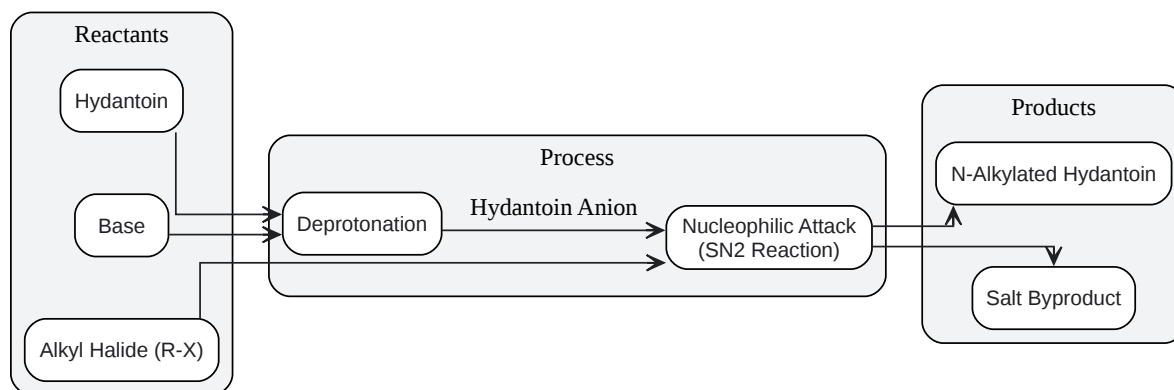 Reactants
Hydantoin
Base
Alkyl Halide (R-X)
Process
Deprotonation
Hydantoin Anion
Nucleophilic Attack
(SN2 Reaction)
Products
N-Alkylated Hydantoin
Salt Byproduct